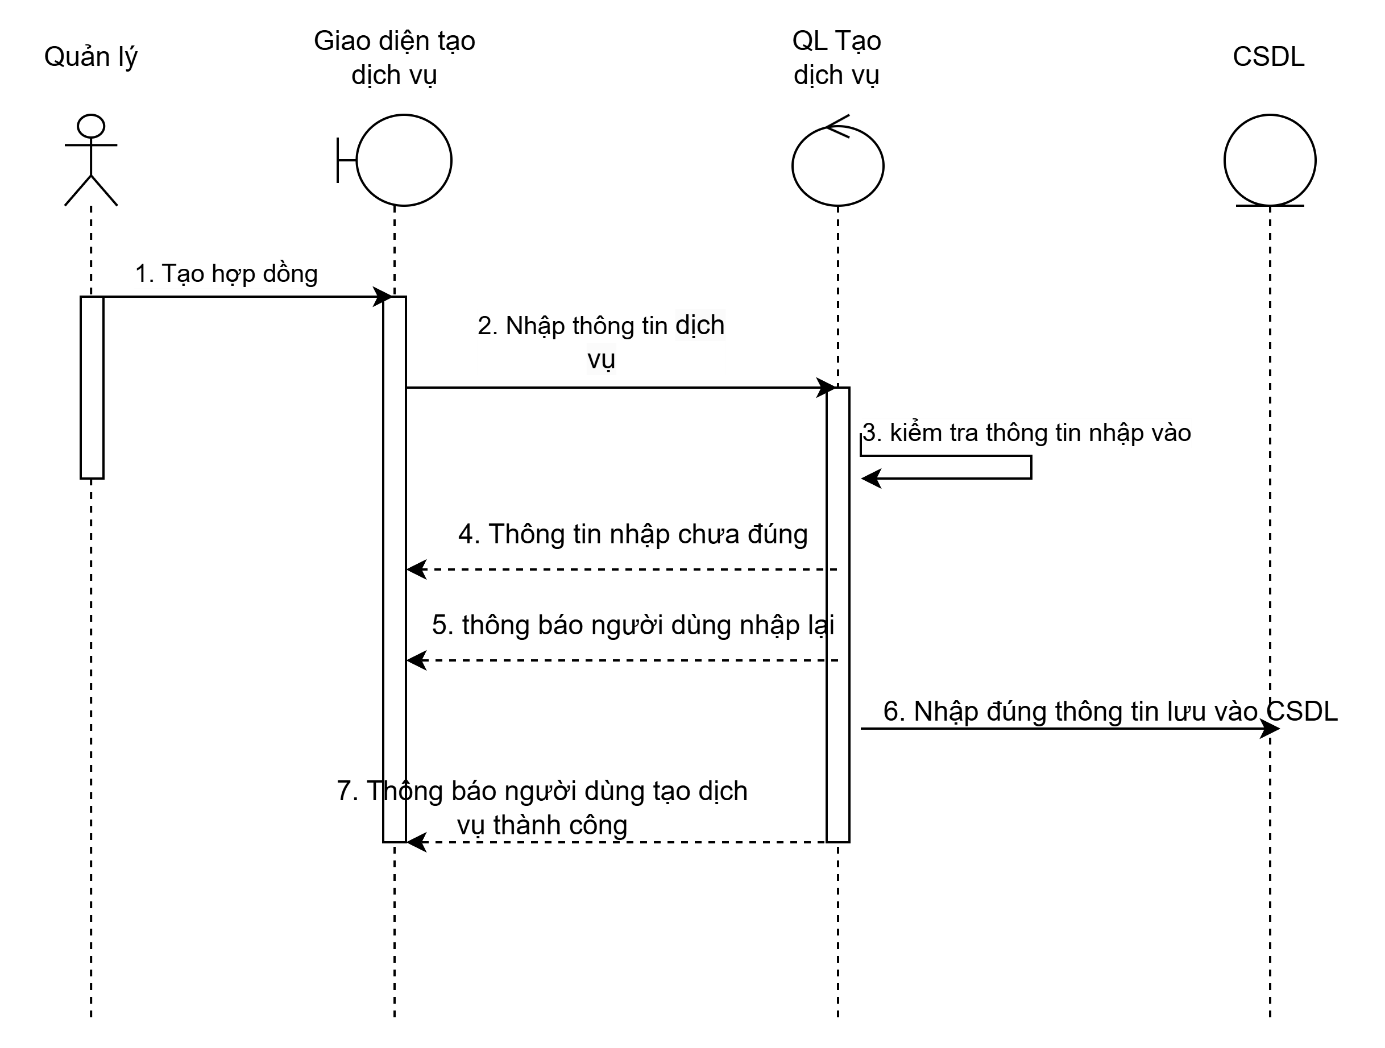 Quản lý
Giao diện tạo
dịch vụ
QL Tạo
dịch vụ
CSDL
1. Tạo hợp dồng
2. Nhập thông tin dịch
vụ
3. kiểm tra thông tin nhập vào
4. Thông tin nhập chưa đúng
5. thông báo người dùng nhập lại
6. Nhập đúng thông tin lưu vào CSDL
7. Thông báo người dùng tạo dịch
vụ thành công